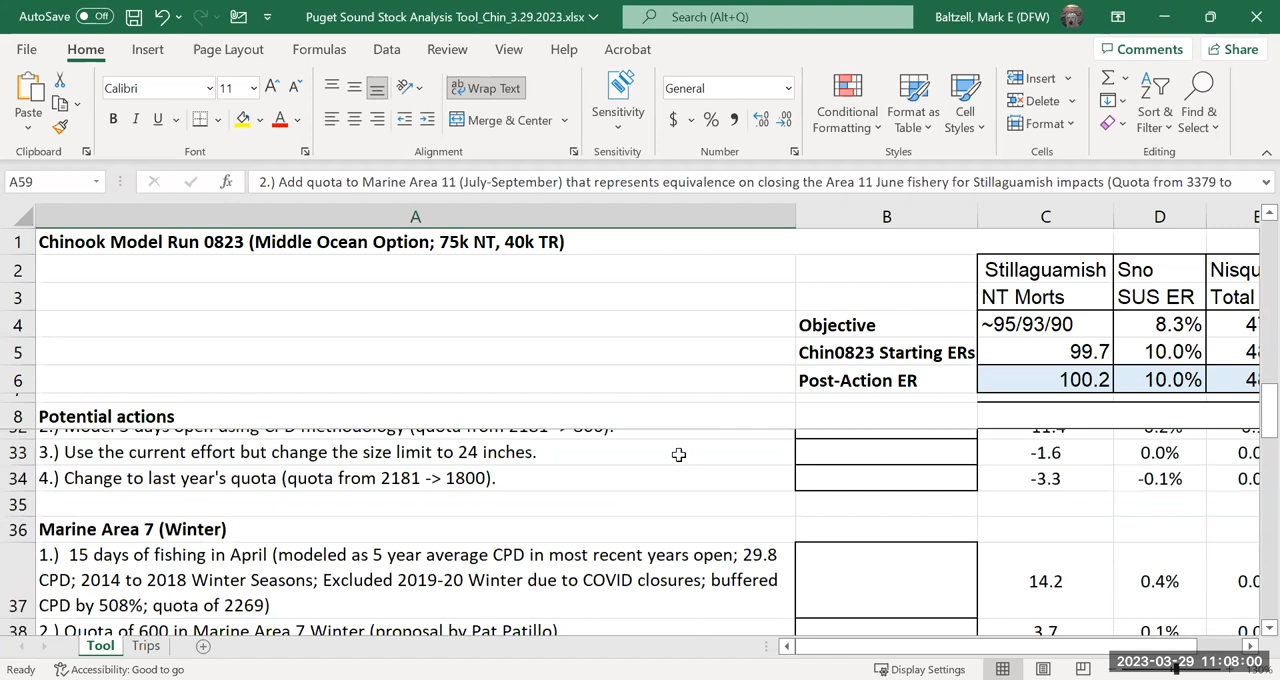 AutoSave Off Puget Sound Stock Analysis Tool_Chin_3.29.2023.xlsx Search (Alt+Q) Baltzell, Mark E (DFW)
File Home Insert Page Layout Formulas Data Review View Help Acrobat Comments Share
Paste
Calibri 11
B I U
Wrap Text
Merge & Center
Sensitivity
General
$ % 9
Conditional Formatting
Format as Table
Cell Styles
Insert
Delete
Format
Sort & Filter
Find & Select
Clipboard Font Alignment Sensitivity Number Styles Cells Editing
A59 fx 2.) Add quota to Marine Area 11 (July-September) that represents equivalence on closing the Area 11 June fishery for Stillaguamish impacts (Quota from 3379 to
A B C D E
1 Chinook Model Run 0823 (Middle Ocean Option; 75k NT, 40k TR)
2 Stillaguamish Sno Nisqu
3 NT Morts SUS ER Total
4 Objective ~95/93/90 8.3% 47
5 Chin0823 Starting ERs 99.7 10.0% 48
6 Post-Action ER 100.2 10.0% 48
8 Potential actions
33 3.) Use the current effort but change the size limit to 24 inches. -1.6 0.0% 0.0
34 4.) Change to last year's quota (quota from 2181 -> 1800). -3.3 -0.1% 0.0
35
36 Marine Area 7 (Winter)
1.) 15 days of fishing in April (modeled as 5 year average CPD in most recent years open; 29.8
CPD; 2014 to 2018 Winter Seasons; Excluded 2019-20 Winter due to COVID closures; buffered 14.2 0.4% 0.0
37 CPD by 508%; quota of 2269)
38 2.) Quota of 600 in Marine Area 7 Winter (proposal by Pat Patillo) 3.7 0.1% 0.0
Tool Trips
Ready Accessibility: Good to go Display Settings
2023-03-29 11:08:00